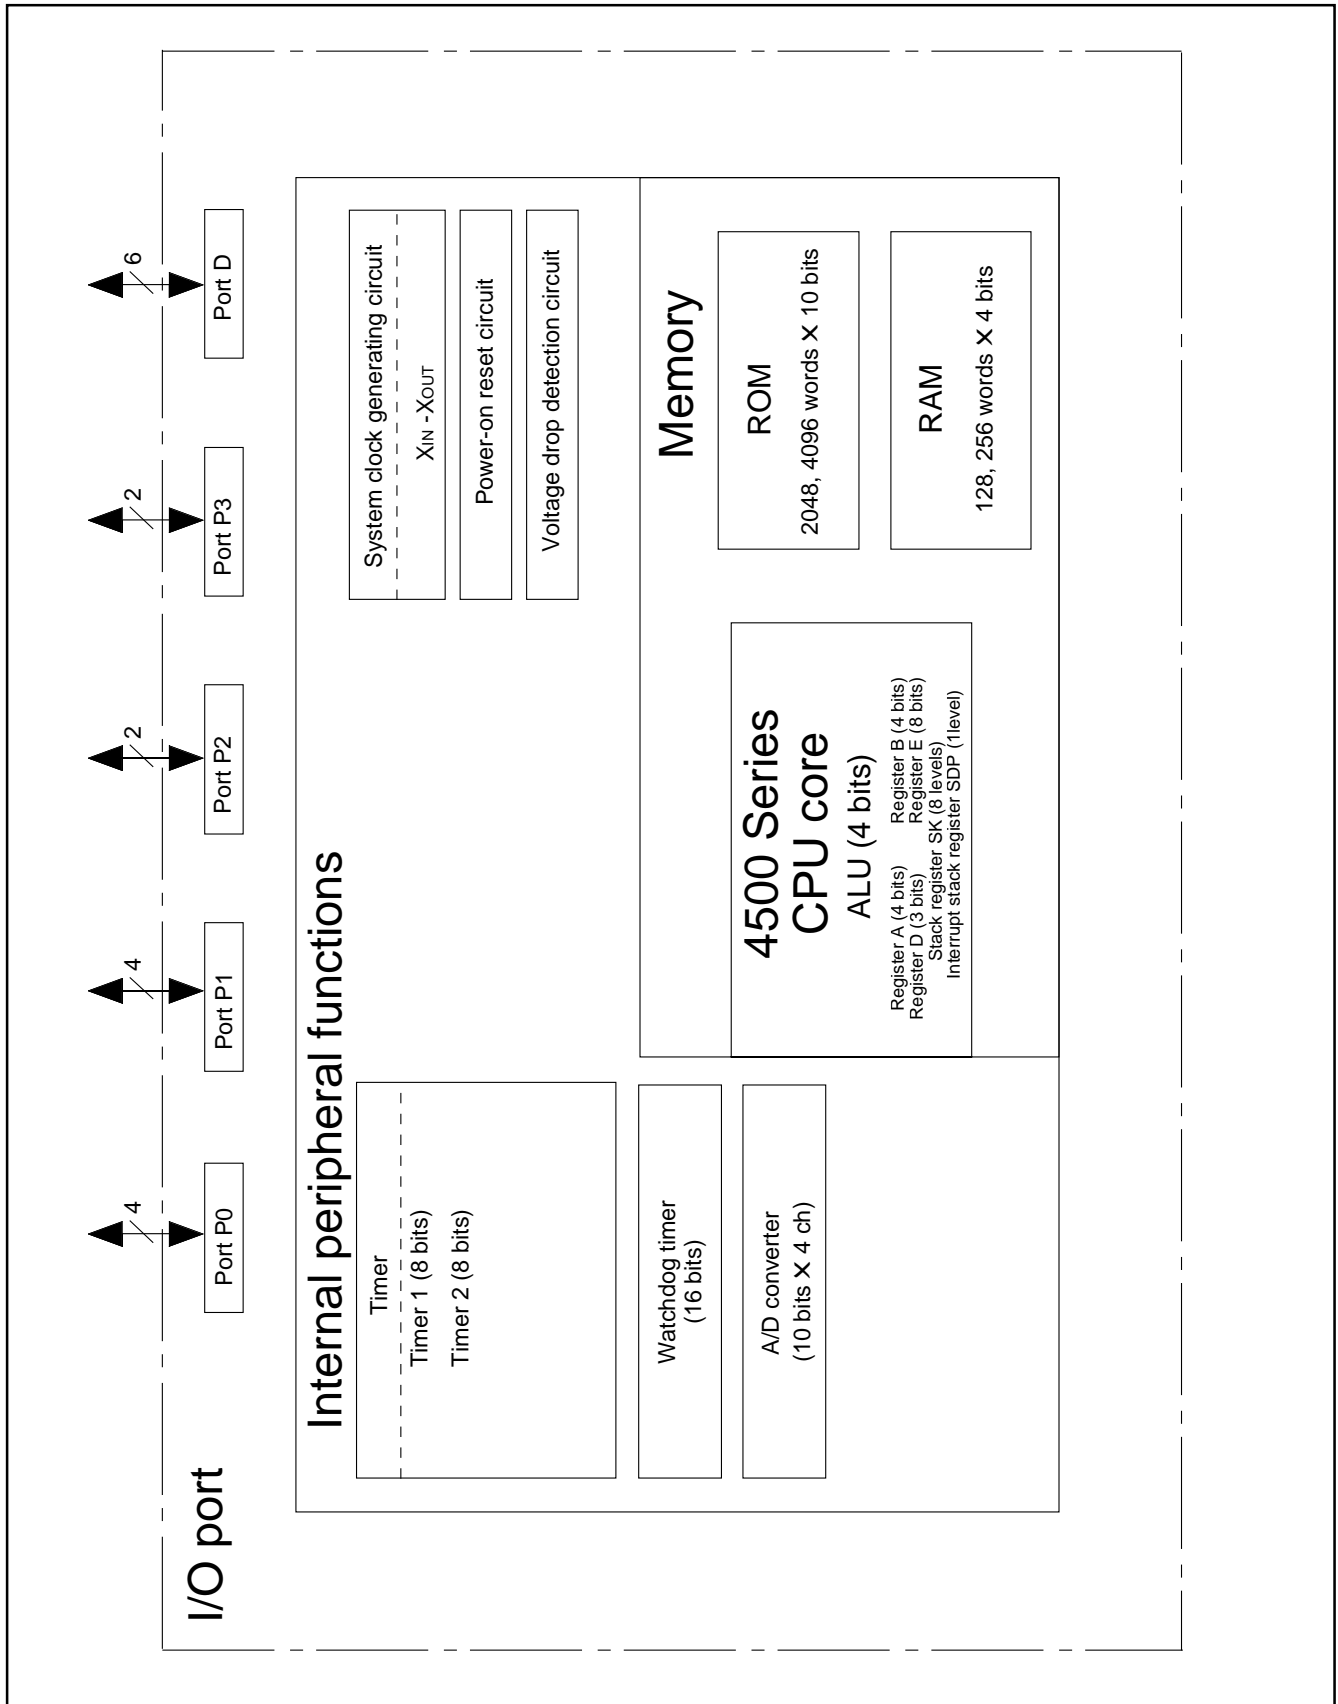 4
4
2
2
6
I/O port
Port P0
Port P1
Port P2
Port P3
Port D
Internal peripheral functions
Timer
Timer 1 (8 bits)
Timer 2 (8 bits)
Watchdog timer
(16 bits)
A/D converter
(10 bits × 4 ch)
System clock generating circuit
XIN -XOUT
Power-on reset circuit
Voltage drop detection circuit
4500 Series
CPU core
ALU (4 bits)
Register A (4 bits) Register B (4 bits)
Register D (3 bits) Register E (8 bits)
Stack register SK (8 levels)
Interrupt stack register SDP (1level)
Memory
ROM
2048, 4096 words × 10 bits
RAM
128, 256 words × 4 bits